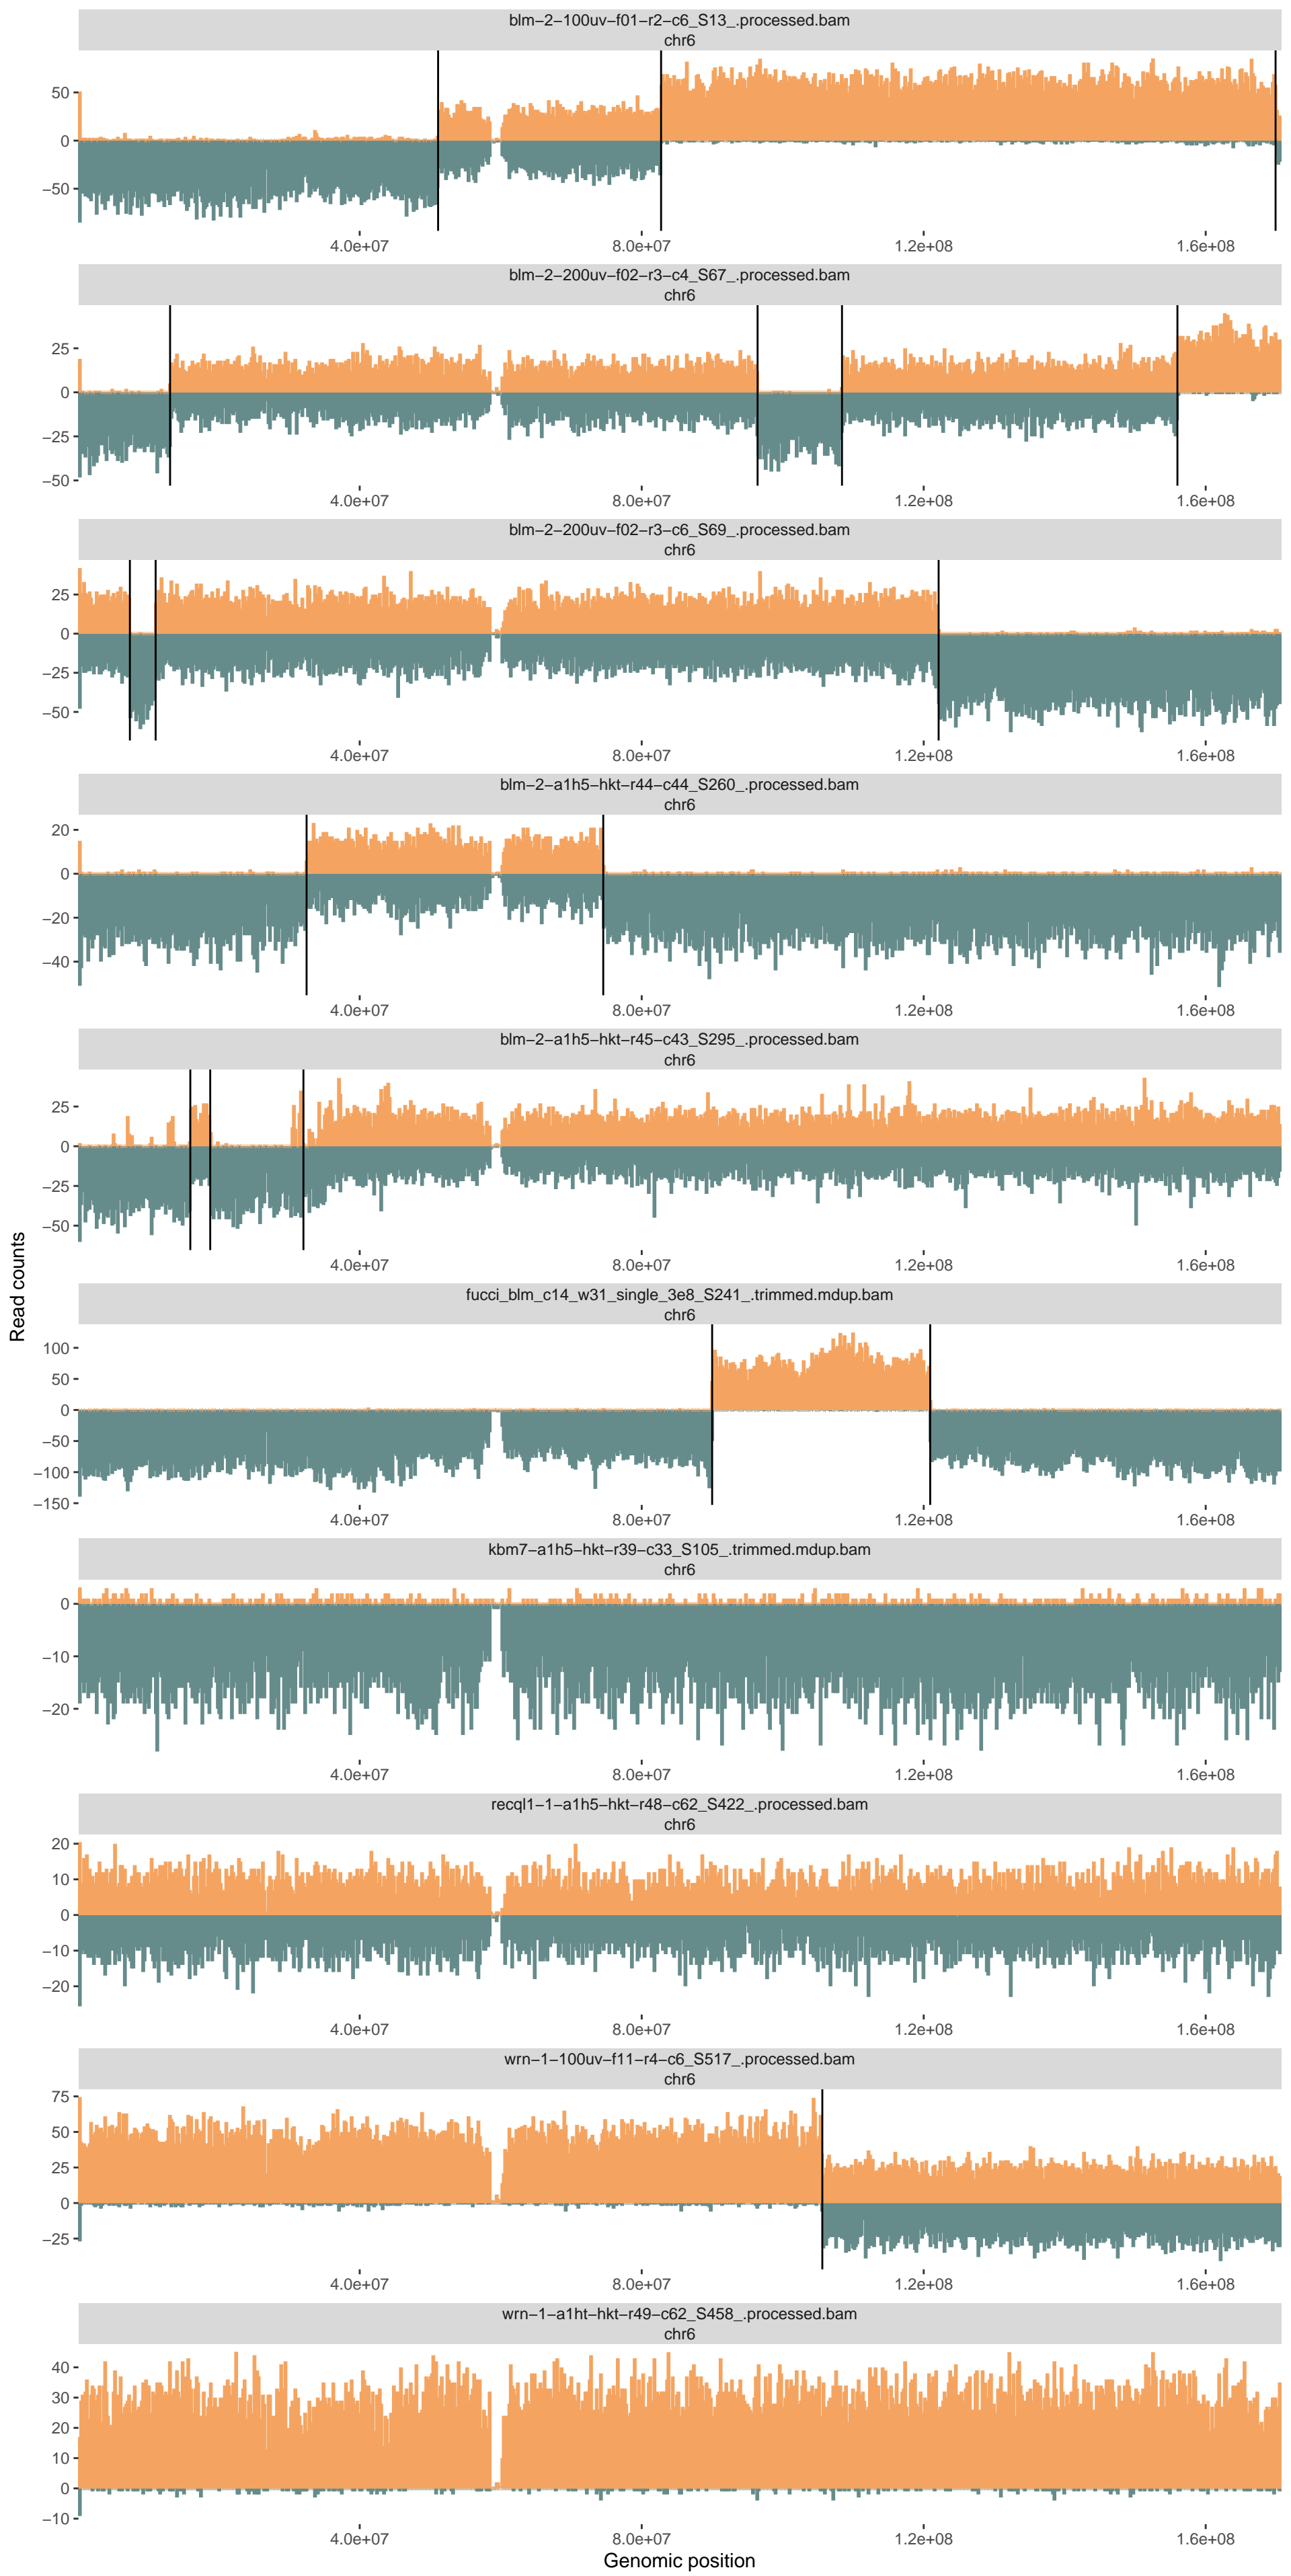 blm−2−100uv−f01−r2−c6_S13_.processed.bam
chr6
50
0
−50
4.0e+07 8.0e+07 1.2e+08 1.6e+08
blm−2−200uv−f02−r3−c4_S67_.processed.bam
chr6
25
0
−25
−50
4.0e+07 8.0e+07 1.2e+08 1.6e+08
blm−2−200uv−f02−r3−c6_S69_.processed.bam
chr6
25
0
−25
−50
4.0e+07 8.0e+07 1.2e+08 1.6e+08
blm−2−a1h5−hkt−r44−c44_S260_.processed.bam
chr6
20
0
−20
−40
4.0e+07 8.0e+07 1.2e+08 1.6e+08
blm−2−a1h5−hkt−r45−c43_S295_.processed.bam
chr6
25
0
−25
−50
4.0e+07 8.0e+07 1.2e+08 1.6e+08
Read counts
fucci_blm_c14_w31_single_3e8_S241_.trimmed.mdup.bam
chr6
100
50
0
−50
−100
−150
4.0e+07 8.0e+07 1.2e+08 1.6e+08
kbm7−a1h5−hkt−r39−c33_S105_.trimmed.mdup.bam
chr6
0
−10
−20
4.0e+07 8.0e+07 1.2e+08 1.6e+08
recql1−1−a1h5−hkt−r48−c62_S422_.processed.bam
chr6
20
10
0
−10
−20
4.0e+07 8.0e+07 1.2e+08 1.6e+08
wrn−1−100uv−f11−r4−c6_S517_.processed.bam
chr6
75
50
25
0
−25
4.0e+07 8.0e+07 1.2e+08 1.6e+08
wrn−1−a1ht−hkt−r49−c62_S458_.processed.bam
chr6
40
30
20
10
0
−10
4.0e+07 8.0e+07 1.2e+08 1.6e+08
Genomic position